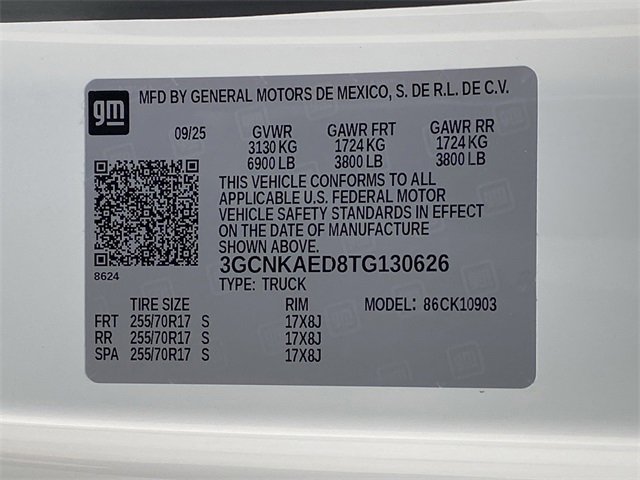 gm MFD BY GENERAL MOTORS DE MEXICO, S. DE R.L. DE C.V.
09/25 GVWR GAWR FRT GAWR RR
3130 KG 1724 KG 1724 KG
6900 LB 3800 LB 3800 LB
THIS VEHICLE CONFORMS TO ALL
APPLICABLE U.S. FEDERAL MOTOR
VEHICLE SAFETY STANDARDS IN EFFECT
ON THE DATE OF MANUFACTURE
SHOWN ABOVE.
8624
3GCNKAED8TG130626
TYPE: TRUCK
TIRE SIZE RIM MODEL: 86CK10903
FRT 255/70R17 S 17X8J
RR 255/70R17 S 17X8J
SPA 255/70R17 S 17X8J